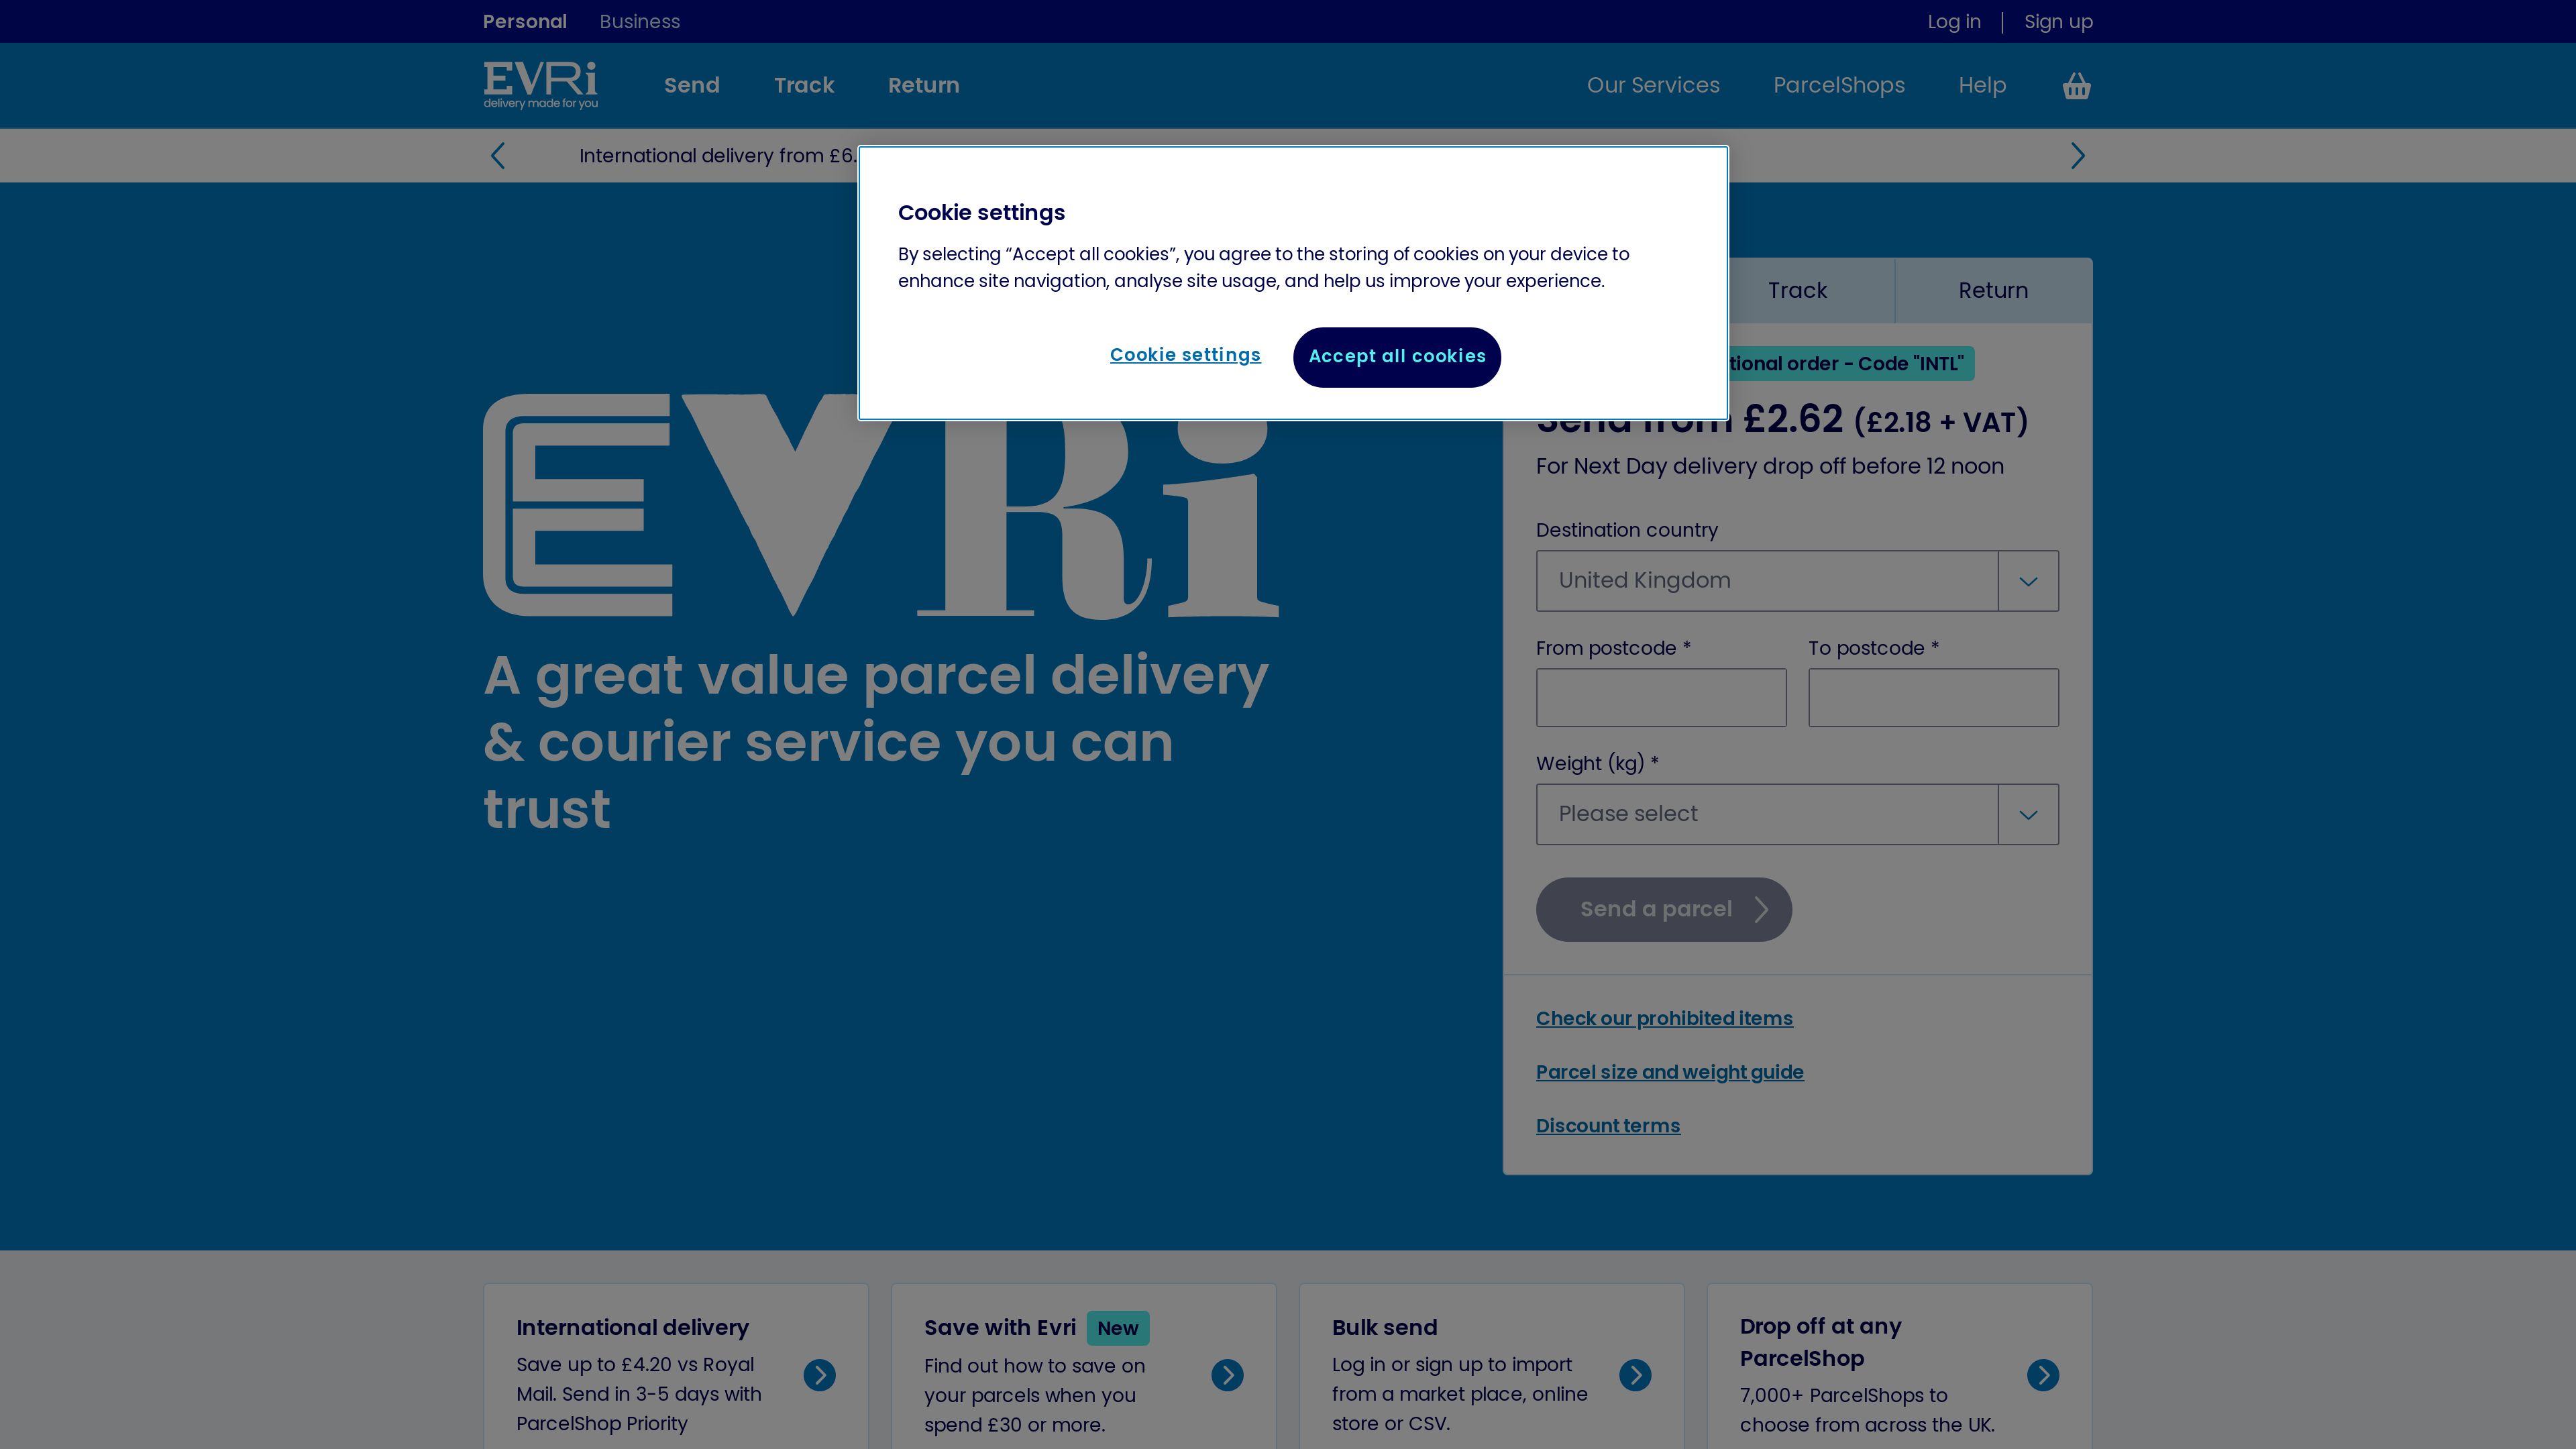 Personal Business Log in Sign up
EVRi
delivery made for you
Send Track Return Our Services ParcelShops Help
International delivery from £6.
Cookie settings
By selecting “Accept all cookies”, you agree to the storing of cookies on your device to
enhance site navigation, analyse site usage, and help us improve your experience.
Cookie settings Accept all cookies
EVRi
A great value parcel delivery
& courier service you can
trust
Track Return
tional order - Code "INTL"
Send from £2.62 (£2.18 + VAT)
For Next Day delivery drop off before 12 noon
Destination country
United Kingdom
From postcode * To postcode *
Weight (kg) *
Please select
Send a parcel
Check our prohibited items
Parcel size and weight guide
Discount terms
International delivery
Save up to £4.20 vs Royal
Mail. Send in 3-5 days with
ParcelShop Priority
Save with Evri New
Find out how to save on
your parcels when you
spend £30 or more.
Bulk send
Log in or sign up to import
from a market place, online
store or CSV.
Drop off at any
ParcelShop
7,000+ ParcelShops to
choose from across the UK.